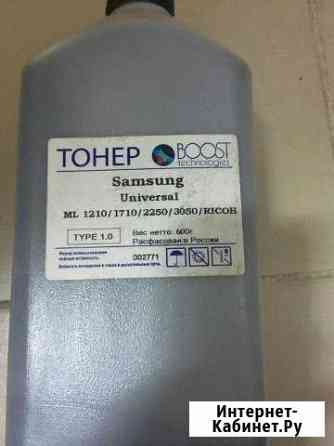 ТОНЕР BOOST
technologies
Samsung
Universal
ML 1210/1710/2250/3050/RICOH
TYPE 1.0
Вес нетто: 600г
Расфасован в России
302771
Интернет-
Кабинет.Ру